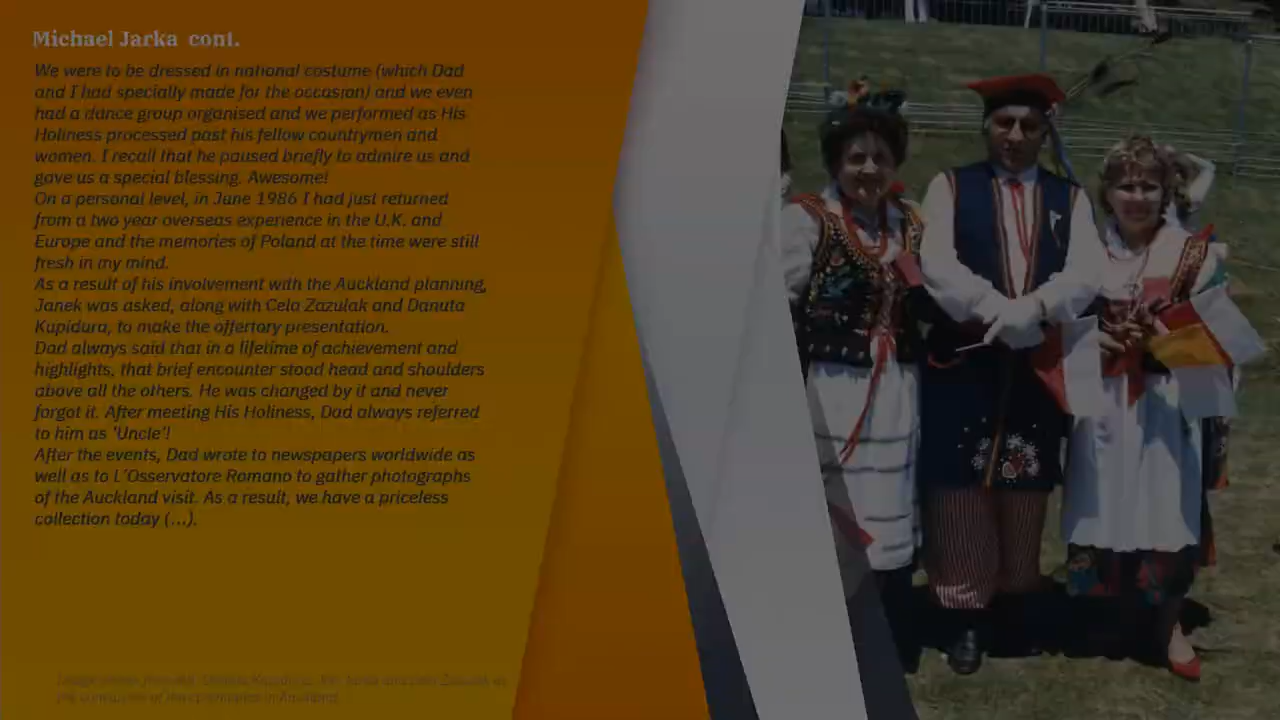 Michael Jarka cont.
We were to be dressed in national costume (which Dad
and I had specially made for the occasion) and we even
had a dance group organised and we performed as His
Holiness processed past his fellow countrymen and
women. I recall that he paused briefly to admire us and
gave us a special blessing. Awesome!
On a personal level, in June 1986 I had just returned
from a two year overseas experience in the U.K. and
Europe and the memories of Poland at the time were still
fresh in my mind.
As a result of his involvement with the Auckland planning,
Janek was asked, along with Cela Zazulak and Danuta
Kupidura, to make the offertory presentation.
Dad always said that in a lifetime of achievement and
highlights, that brief encounter stood head and shoulders
above all the others. He was changed by it and never
forgot it. After meeting His Holiness, Dad always referred
to him as 'Uncle'!
After the events, Dad wrote to newspapers worldwide as
well as to L'Osservatore Romano to gather photographs
of the Auckland visit. As a result, we have a priceless
collection today (...).
Jarka and Zazulak
in Auckland